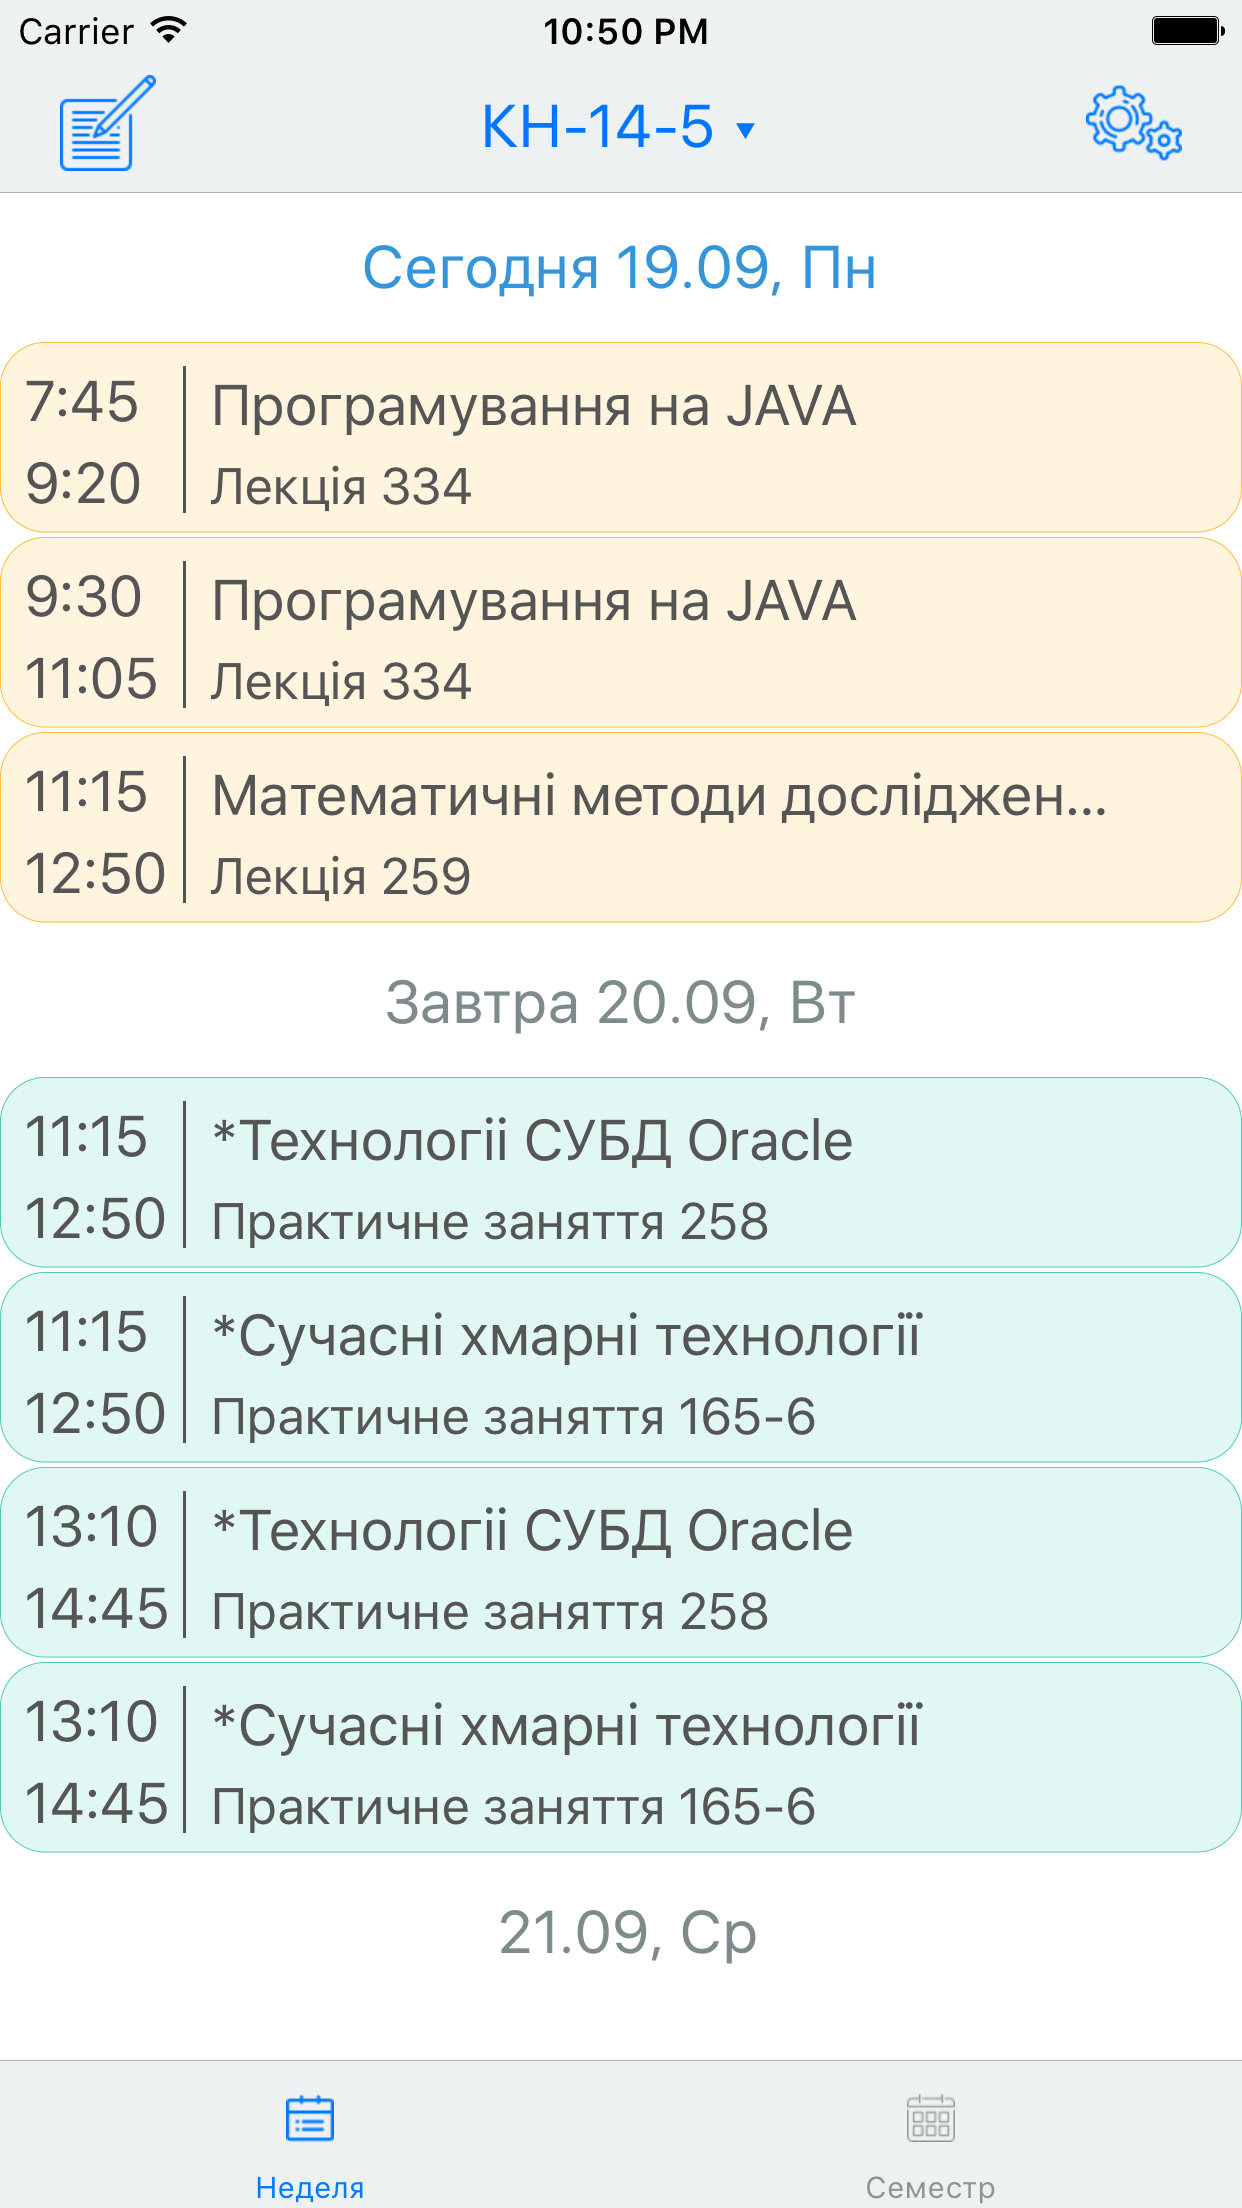 Carrier 10:50 PM
КН-14-5 ▾
Сегодня 19.09, Пн
7:45
Програмування на JAVA
9:20
Лекція 334
9:30
Програмування на JAVA
11:05
Лекція 334
11:15
Математичні методи досліджен...
12:50
Лекція 259
Завтра 20.09, Вт
11:15
*Технологіі СУБД Oracle
12:50
Практичне заняття 258
11:15
*Сучасні хмарні технології
12:50
Практичне заняття 165-6
13:10
*Технологіі СУБД Oracle
14:45
Практичне заняття 258
13:10
*Сучасні хмарні технології
14:45
Практичне заняття 165-6
21.09, Ср
Неделя
Семестр